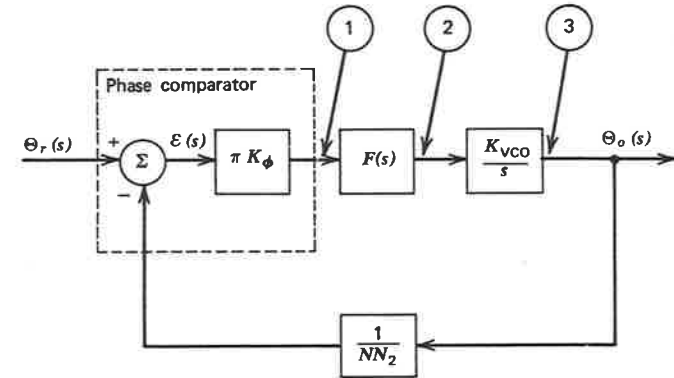 1
2
3
Phase comparator
Θr (s)
+
Σ
−
ℰ (s)
π Kϕ
F(s)
KVCO
s
Θo (s)
1
NN2